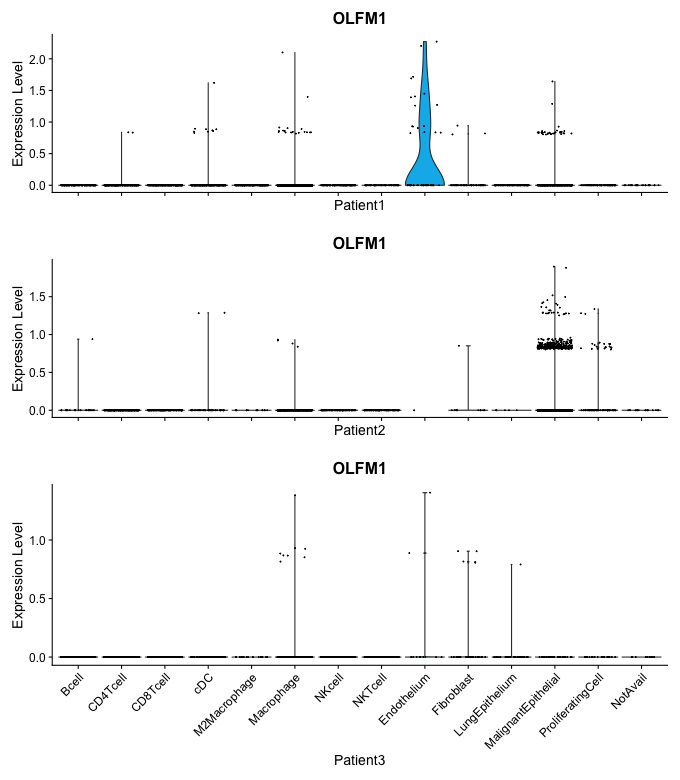 OLFM1
Expression Level
2.0
1.5
1.0
0.5
0.0
Patient1
OLFM1
Expression Level
1.5
1.0
0.5
0.0
Patient2
OLFM1
Expression Level
1.0
0.5
0.0
Bcell
CD4Tcell
CD8Tcell
cDC
M2Macrophage
Macrophage
NKcell
NKTcell
Endothelium
Fibroblast
LungEpithelium
MalignantEpithelial
ProliferatingCell
NotAvail
Patient3